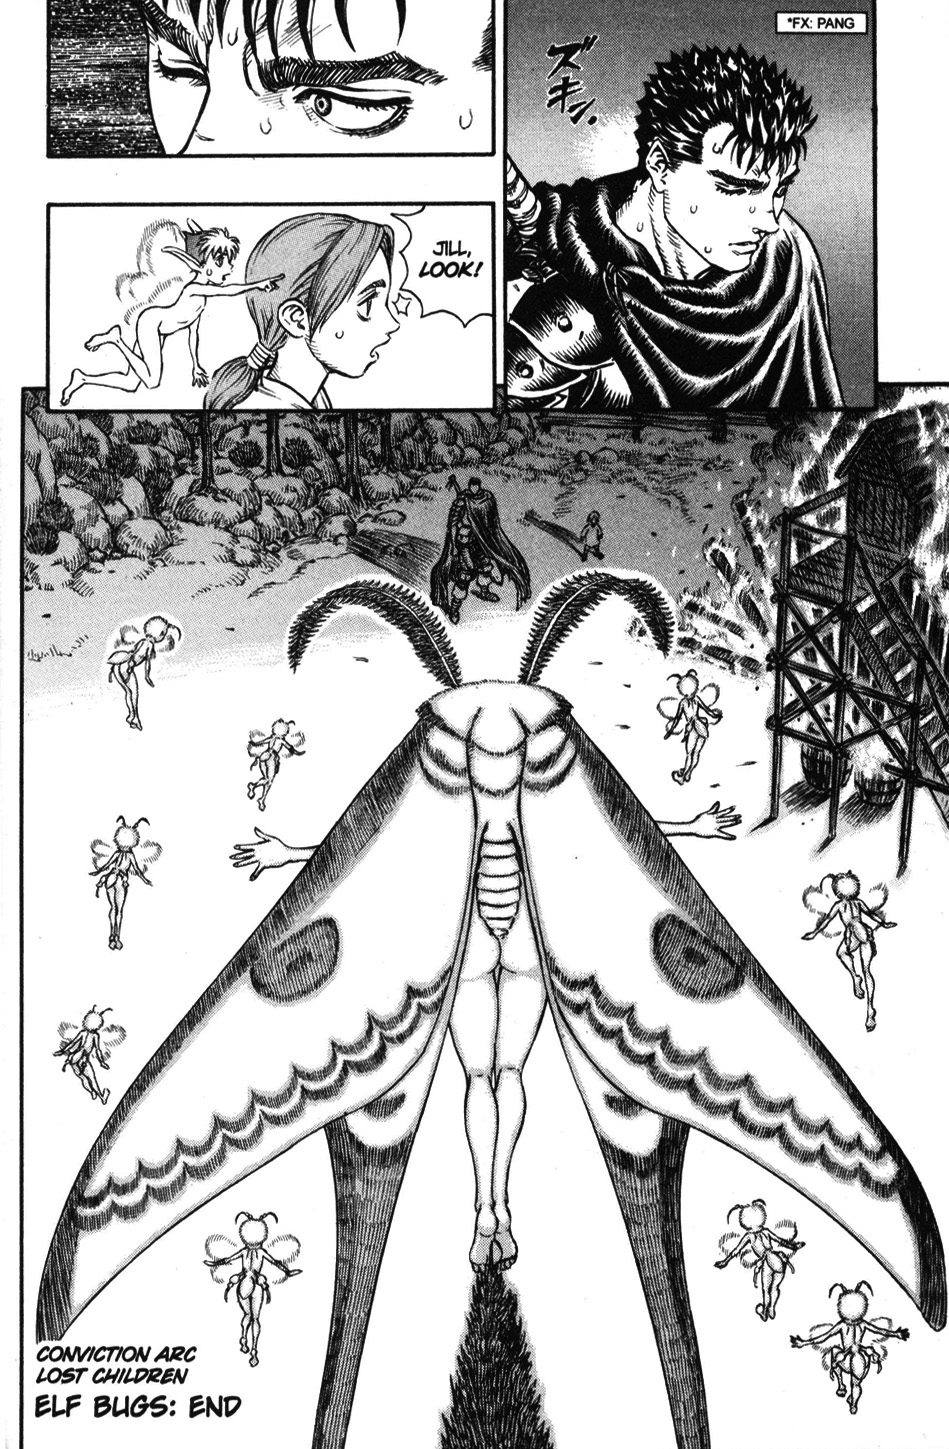 *FX: PANG
ズキン.
JILL,
LOOK!
CONVICTION ARC
LOST CHILDREN
ELF BUGS: END